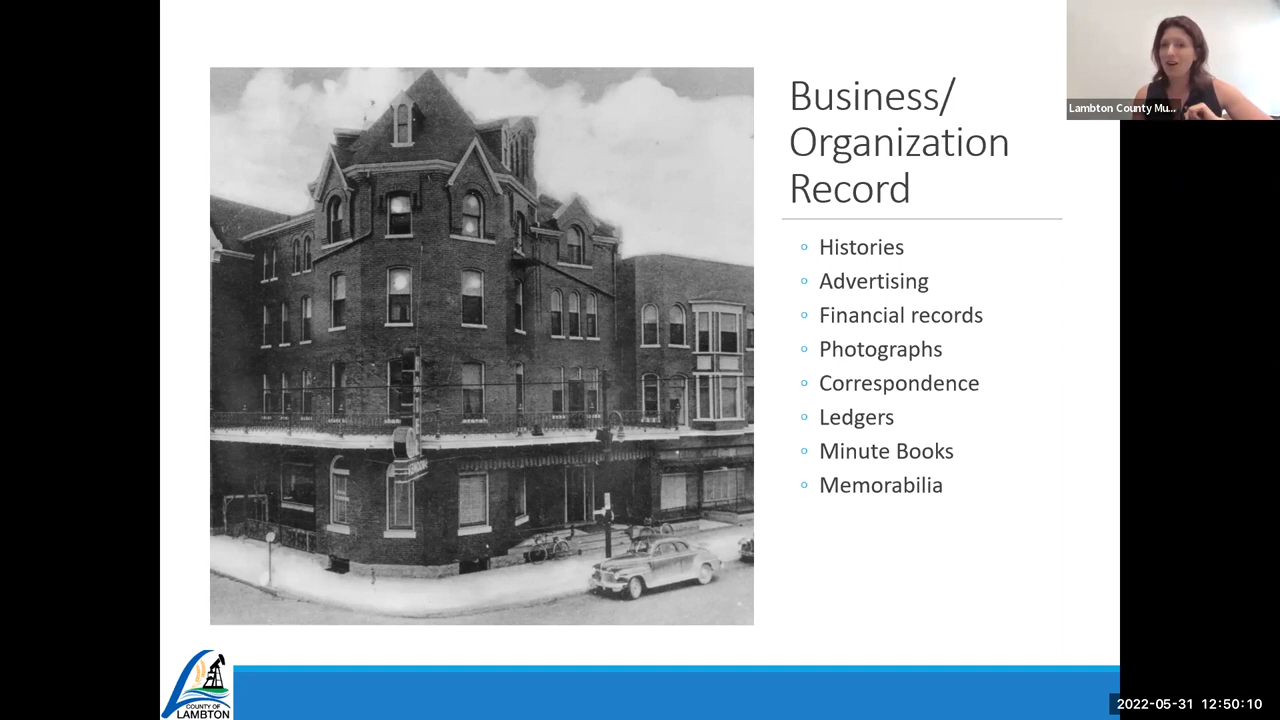 Business/
Organization
Record
Histories
Advertising
Financial records
Photographs
Correspondence
Ledgers
Minute Books
Memorabilia
Lambton County Mu...
COUNTY OF
LAMBTON
2022-05-31 12:50:10